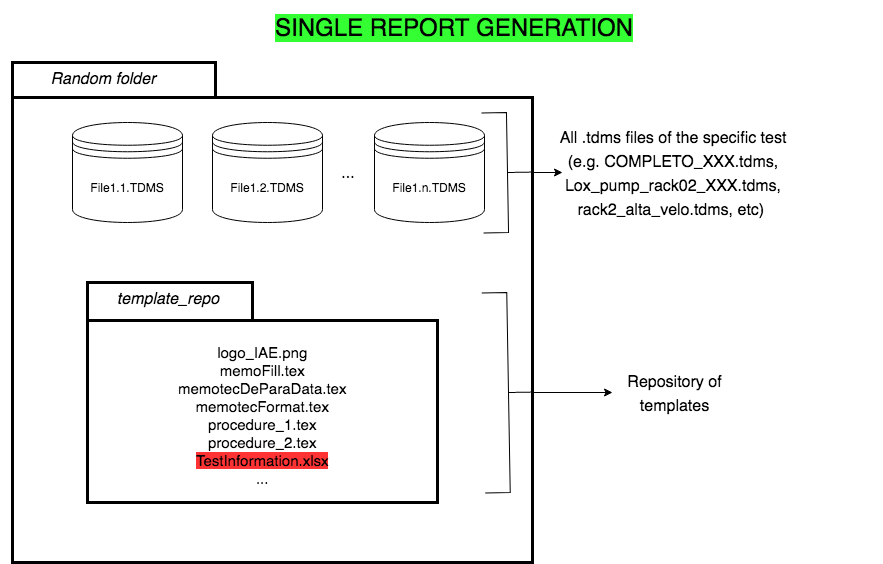 SINGLE REPORT GENERATION
Random folder
File1.1.TDMS
File1.2.TDMS
...
File1.n.TDMS
All .tdms files of the specific test
(e.g. COMPLETO_XXX.tdms,
Lox_pump_rack02_XXX.tdms,
rack2_alta_velo.tdms, etc)
template_repo
logo_IAE.png
memoFill.tex
memotecDeParaData.tex
memotecFormat.tex
procedure_1.tex
procedure_2.tex
TestInformation.xlsx
...
Repository of
templates